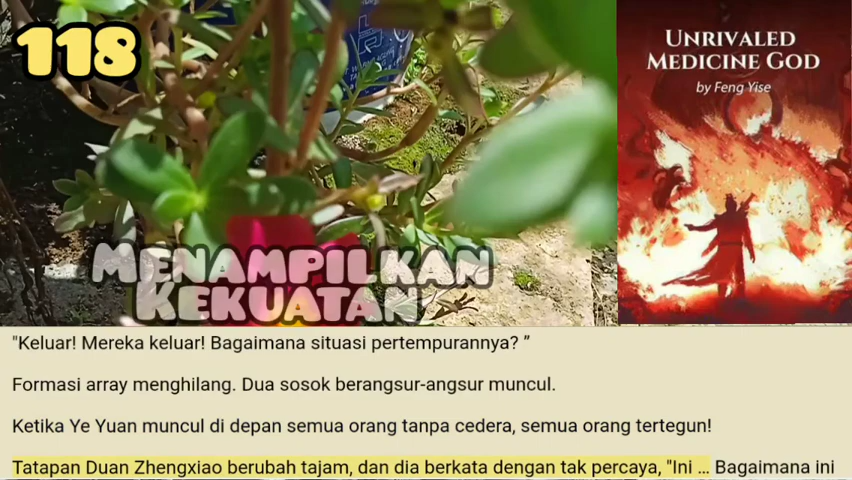 118
UNRIVALED
MEDICINE GOD
by Feng Yise
MENAMPILKAN
KEKUATAN
"Keluar! Mereka keluar! Bagaimana situasi pertempurannya? ”
Formasi array menghilang. Dua sosok berangsur-angsur muncul.
Ketika Ye Yuan muncul di depan semua orang tanpa cedera, semua orang tertegun!
Tatapan Duan Zhengxiao berubah tajam, dan dia berkata dengan tak percaya, "Ini ... Bagaimana ini